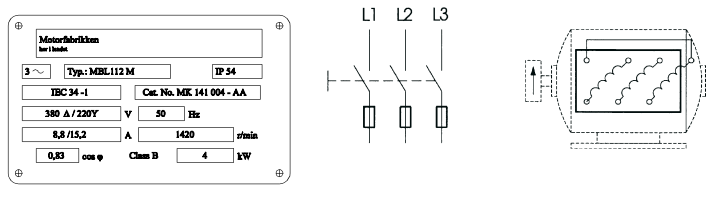 Motorfabrikken
her i landet
3 ~ Typ.: MBL112 M IP 54
IEC 34 -1 Cat. No. MK 141 004 - AA
380 Δ / 220Y V 50 Hz
8,8 /15,2 A 1420 r/min
0,83 cos φ Class B 4 kW
L1 L2 L3